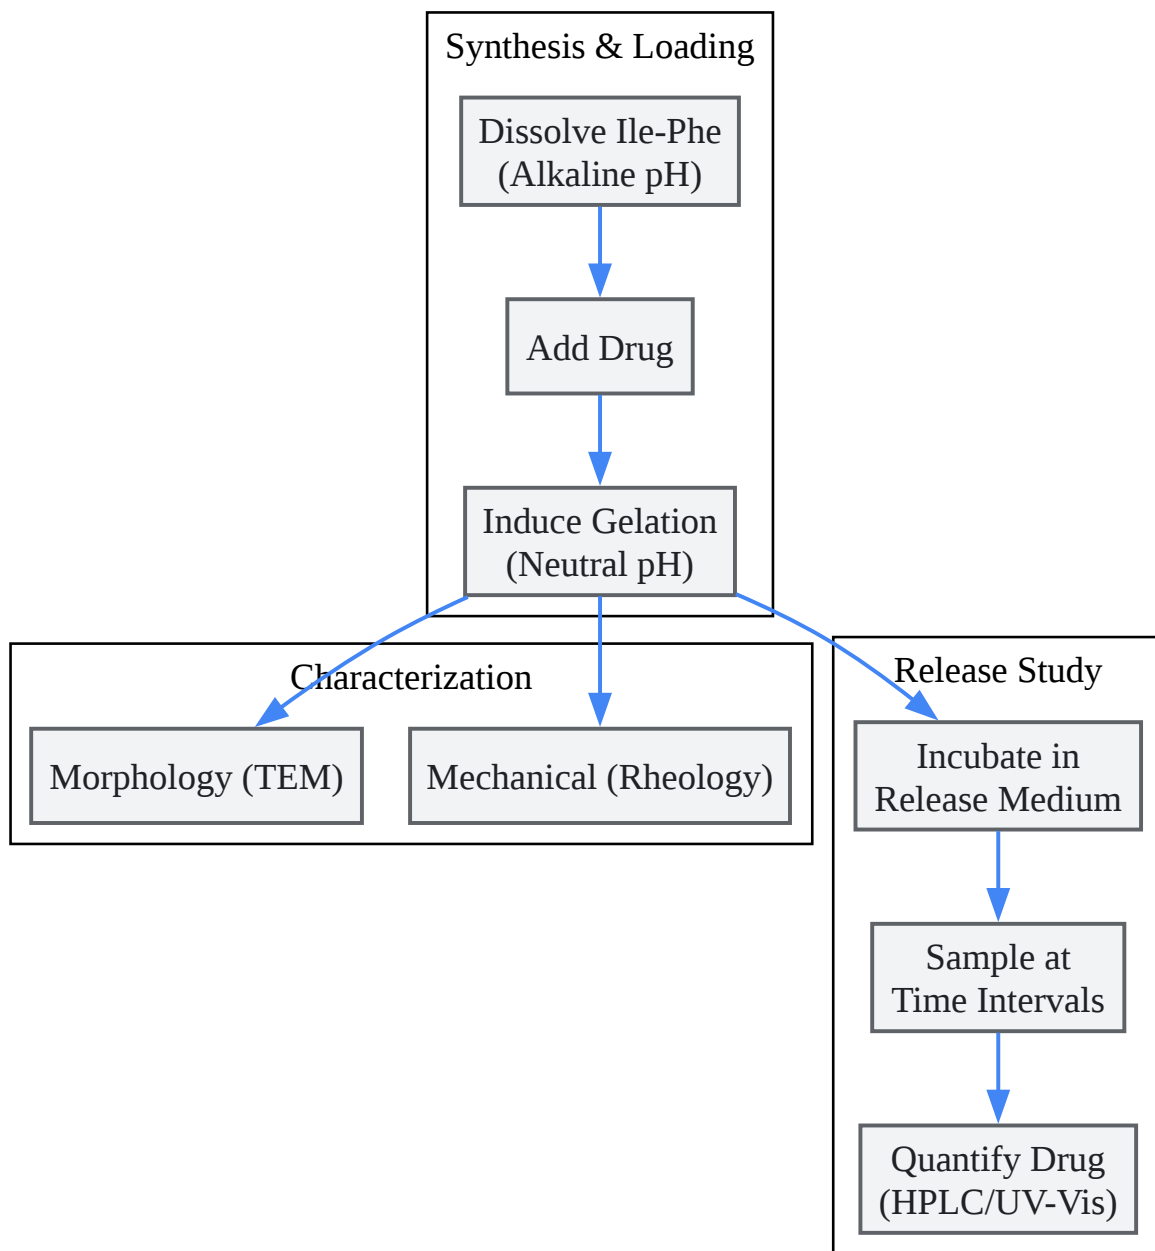 Synthesis & Loading
Dissolve Ile-Phe
(Alkaline pH)
Add Drug
Induce Gelation
(Neutral pH)
Characterization
Morphology (TEM)
Mechanical (Rheology)
Release Study
Incubate in
Release Medium
Sample at
Time Intervals
Quantify Drug
(HPLC/UV-Vis)